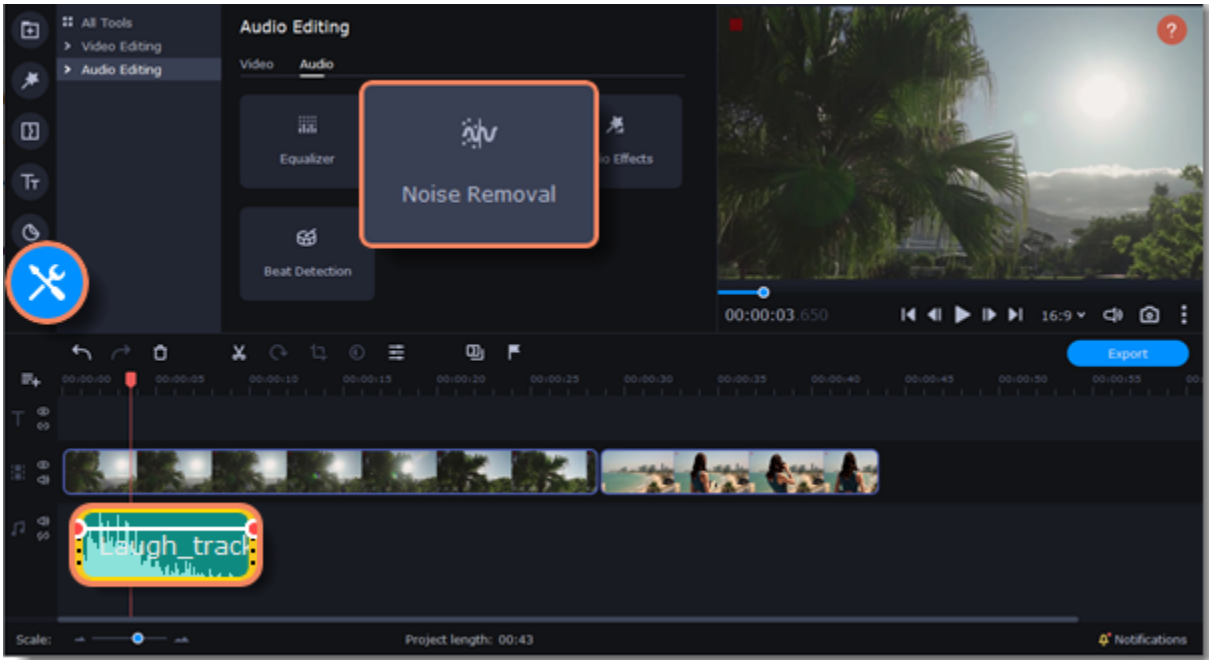 All Tools
Video Editing
Audio Editing
Audio Editing
Video Audio
Equalizer
Noise Removal
io Effects
Beat Detection
?
00:00:03.650
16:9
Export
00:00:00 00:00:05 00:00:10 00:00:15 00:00:20 00:00:25 00:00:30 00:00:35 00:00:40 00:00:45 00:00:50 00:00:55 00:
Laugh_track
Scale:
Project length: 00:43
Notifications